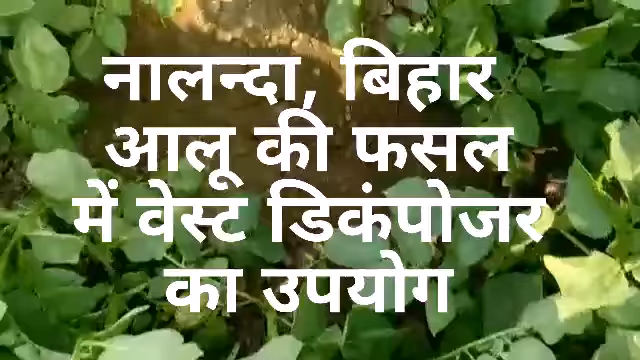 नालन्दा, बिहार
आलू की फसल
में वेस्ट डिकंपोजर
का उपयोग